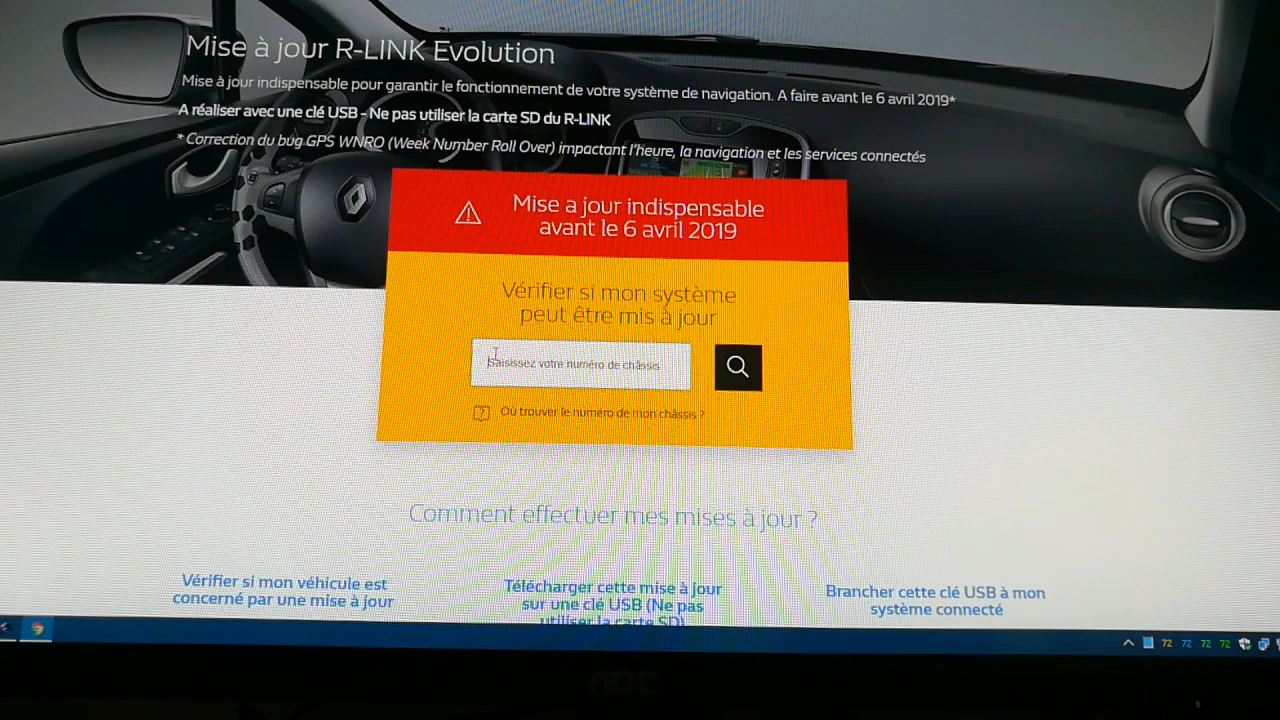 Mise à jour R-LINK Evolution
Mise à jour indispensable pour garantir le fonctionnement de votre système de navigation. A faire avant le 6 avril 2019*
A réaliser avec une clé USB - Ne pas utiliser la carte SD du R-LINK
* Correction du bug GPS WNRO (Week Number Roll Over) impactant l'heure, la navigation et les services connectés
Mise a jour indispensable
avant le 6 avril 2019
Vérifier si mon système
peut être mis à jour
Saisissez votre numéro de châssis
? Où trouver le numéro de mon châssis ?
Comment effectuer mes mises à jour ?
Vérifier si mon véhicule est
concerné par une mise à jour
Télécharger cette mise à jour
sur une clé USB (Ne pas
utiliser la carte SD)
Brancher cette clé USB à mon
système connecté
72 72 72 72
AOC